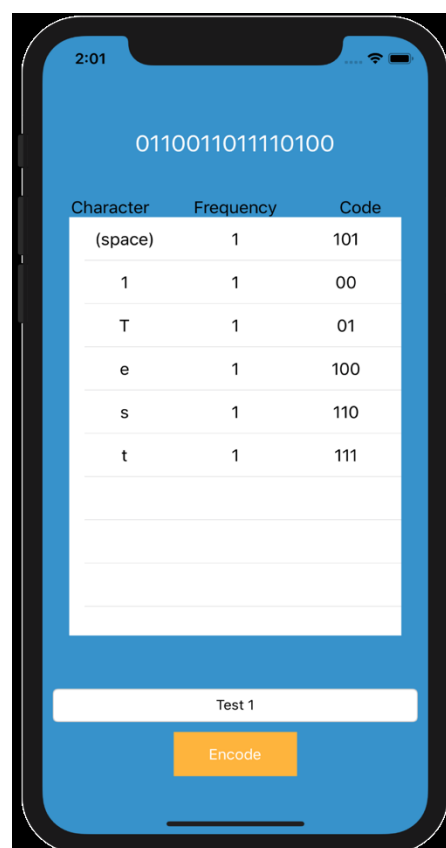 2:01
0110011011110100
Character Frequency Code
(space) 1 101
1 1 00
T 1 01
e 1 100
s 1 110
t 1 111
Test 1
Encode